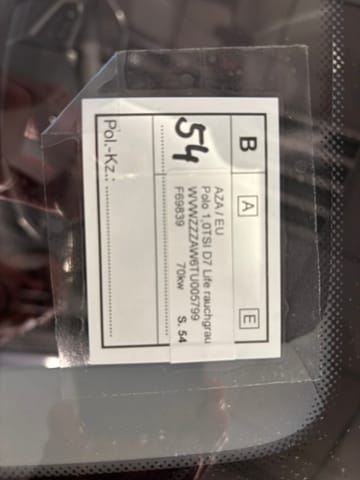 B A E
AZA / EU
Polo 1,0TSI D7 Life rauchgrau
WVWZZZAW6TU005799
F69839 70kw S. 54
54
Pol.-Kz.: